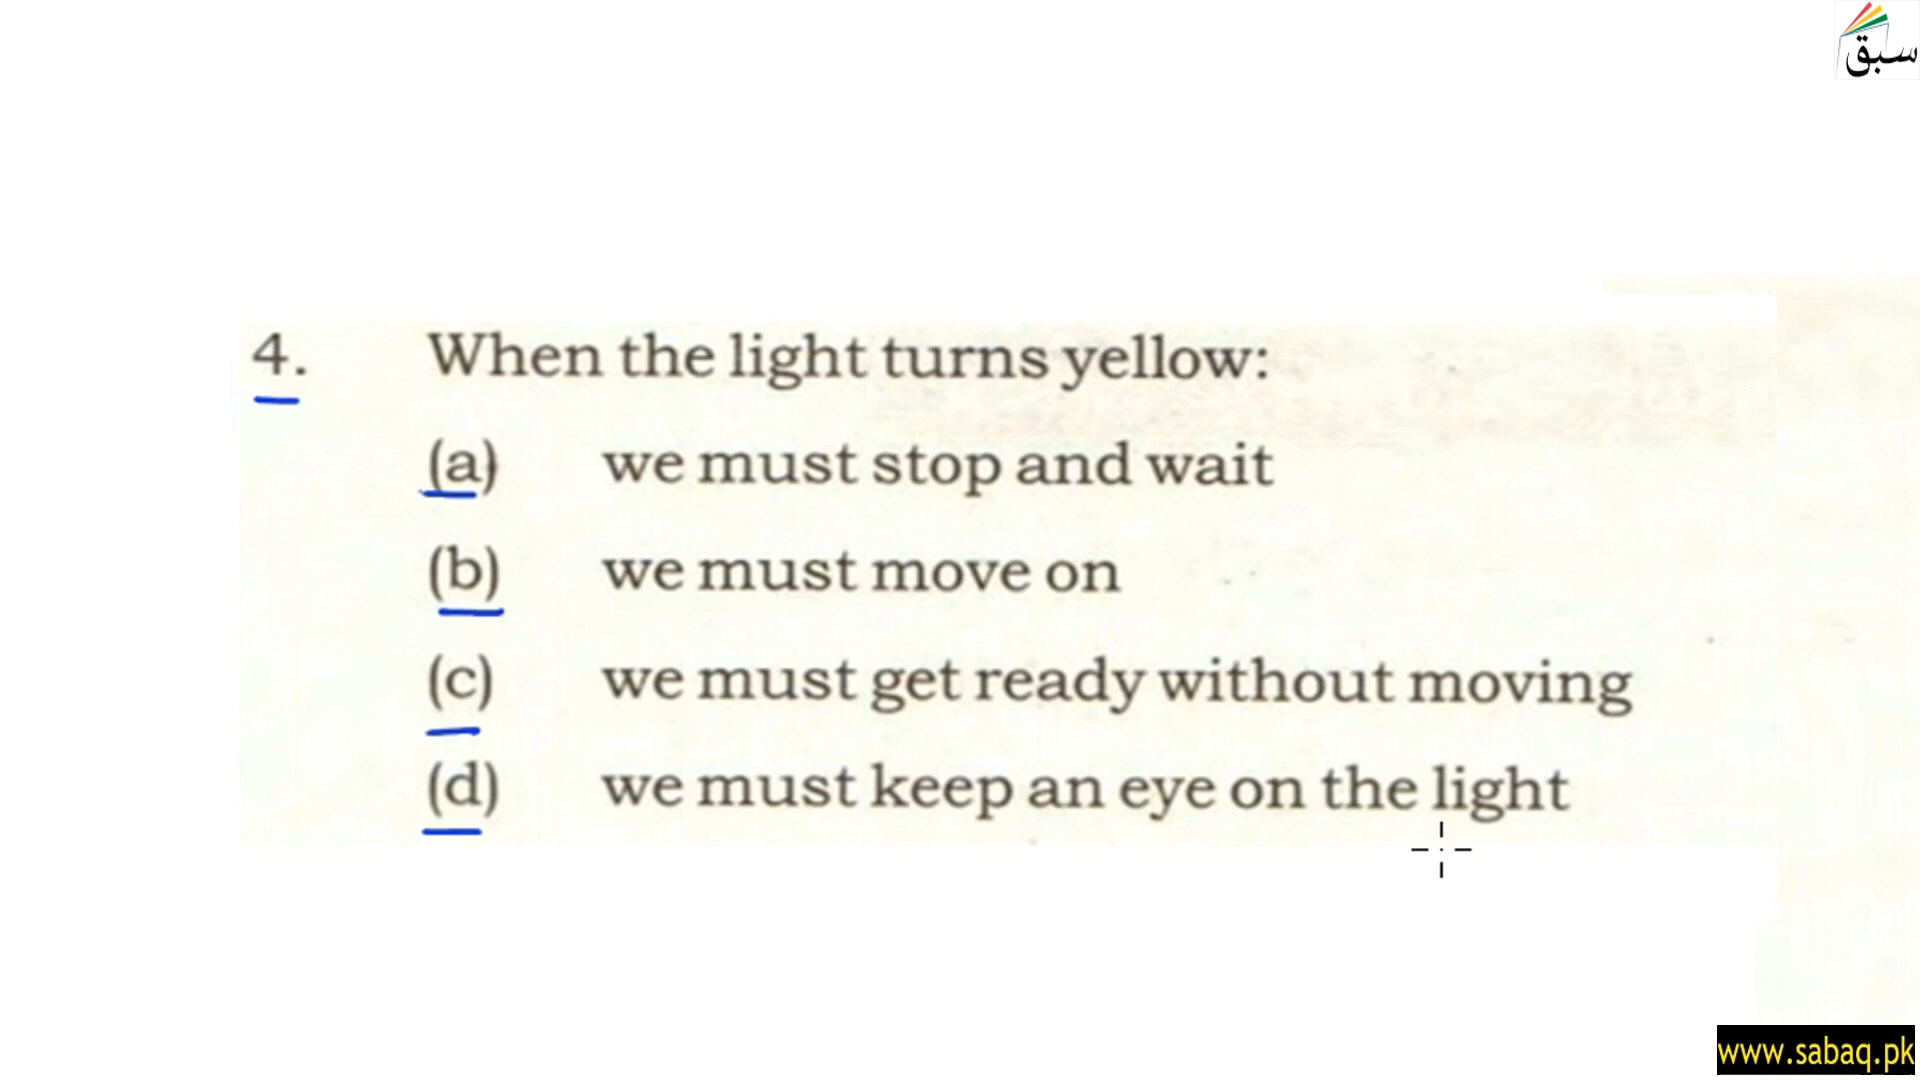 سبق
4. When the light turns yellow:
(a) we must stop and wait
(b) we must move on
(c) we must get ready without moving
(d) we must keep an eye on the light
www.sabaq.pk